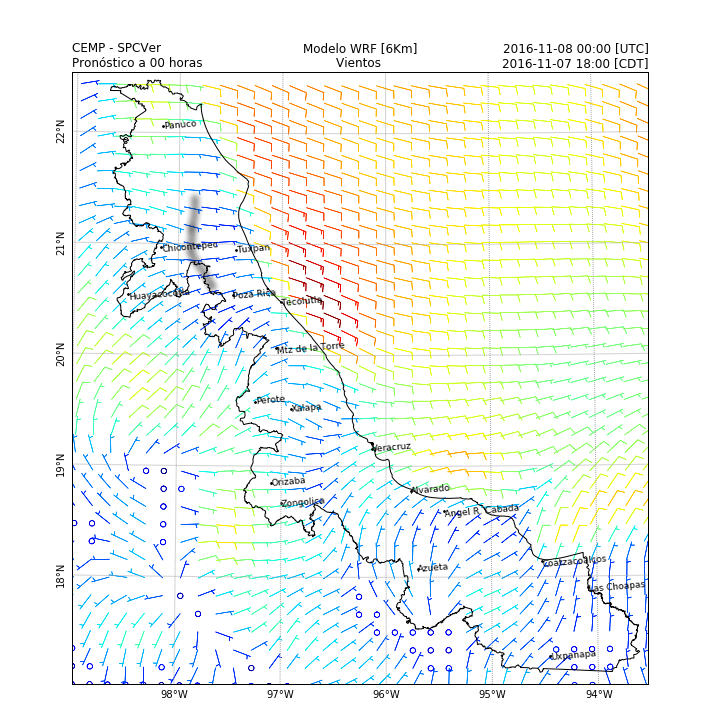 CEMP - SPCVer
Modelo WRF [6Km]
2016-11-08 00:00 [UTC]
Pronóstico a 00 horas
Vientos
2016-11-07 18:00 [CDT]
22°N
Panuco
21°N
Chicontepec
Tuxpan
Huayacocotla
Poza Rica
Tecolutla
20°N
Mtz de la Torre
Perote
Xalapa
19°N
Veracruz
Orizaba
Alvarado
Zongolica
Angel R. Cabada
18°N
Azueta
Coatzacoalcos
Las Choapas
Uxpanapa
98°W
97°W
96°W
95°W
94°W